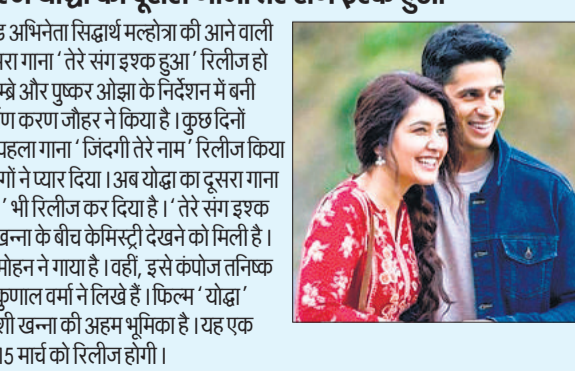 दूसरा गाना तेरे संग इश्क हुआ
अभिनेता सिद्धार्थ मल्होत्रा की आने वाली
गाना ‘ तेरे संग इश्क हुआ ’ रिलीज हो
और पुष्कर ओझा के निर्देशन में बनी
करण जौहर ने किया है । कुछ दिनों
पहला गाना ‘ जिंदगी तेरे नाम ’ रिलीज किया
ने प्यार दिया । अब योद्धा का दूसरा गाना
’ भी रिलीज कर दिया है । ‘ तेरे संग इश्क
खन्ना के बीच केमिस्ट्री देखने को मिली है ।
मोहन ने गाया है । वहीं, इसे कंपोज तनिष्क
कुणाल वर्मा ने लिखे हैं । फिल्म ‘ योद्धा ’
खन्ना की अहम भूमिका है । यह एक
15 मार्च को रिलीज होगी ।